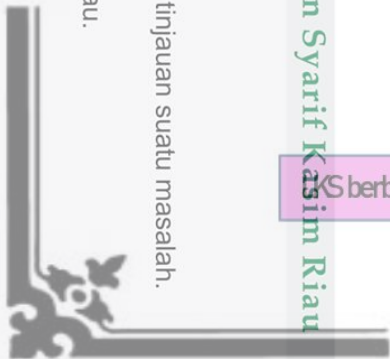 n Syarif Kasim Riau
tinjauan suatu masalah.
au.
KS berb